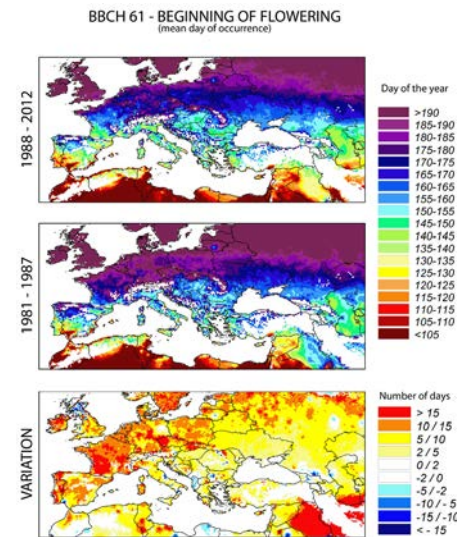 BBCH 61 - BEGINNING OF FLOWERING
(mean day of occurrence)
1988 - 2012
Day of the year
>190
185-190
180-185
175-180
170-175
165-170
160-165
155-160
150-155
145-150
140-145
135-140
130-135
125-130
120-125
115-120
110-115
105-110
<105
1981 - 1987
VARIATION
Number of days
> 15
10 / 15
5 / 10
2 / 5
0 / 2
-2 / 0
-5 / -2
-10 / - 5
-15 / -10
< - 15